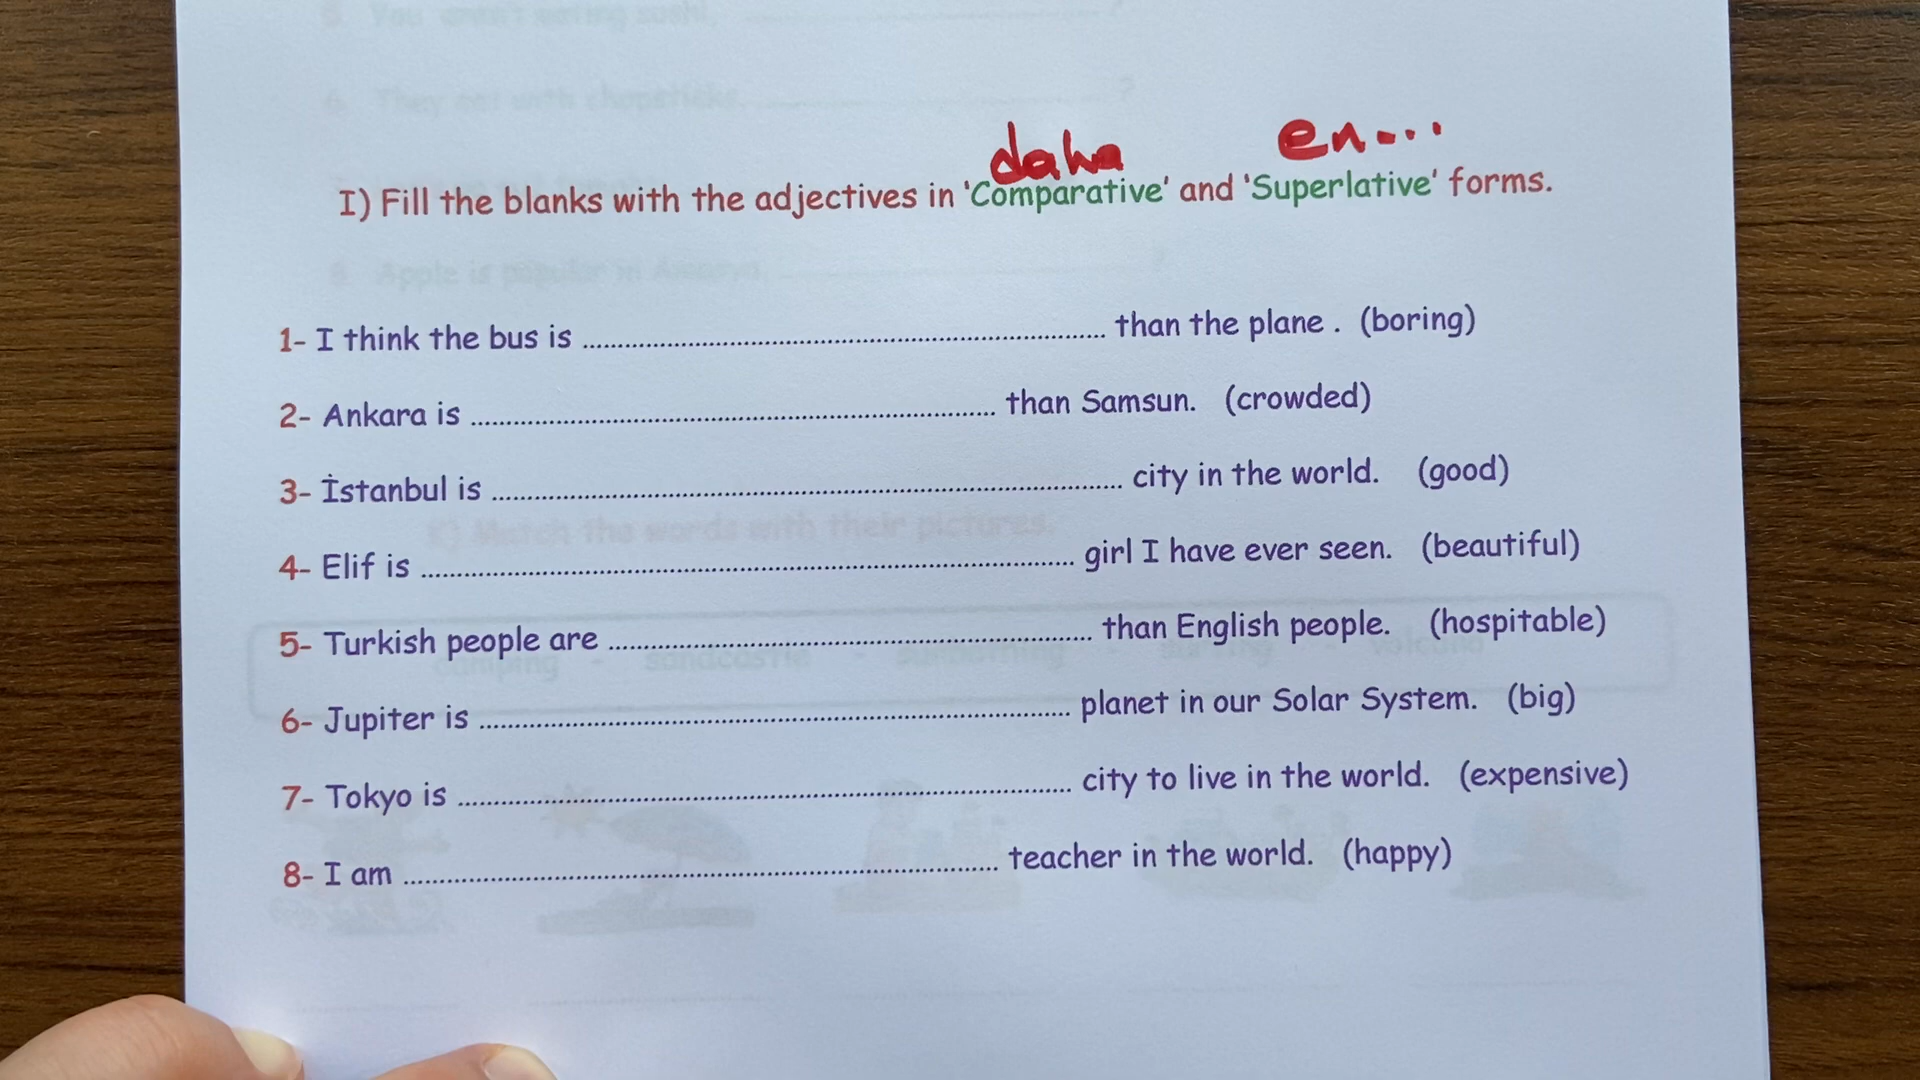 daha en...
I) Fill the blanks with the adjectives in 'Comparative' and 'Superlative' forms.
1- I think the bus is ........................ than the plane . (boring)
2- Ankara is ........................ than Samsun. (crowded)
3- İstanbul is ........................ city in the world. (good)
4- Elif is ........................ girl I have ever seen. (beautiful)
5- Turkish people are ........................ than English people. (hospitable)
6- Jupiter is ........................ planet in our Solar System. (big)
7- Tokyo is ........................ city to live in the world. (expensive)
8- I am ........................ teacher in the world. (happy)